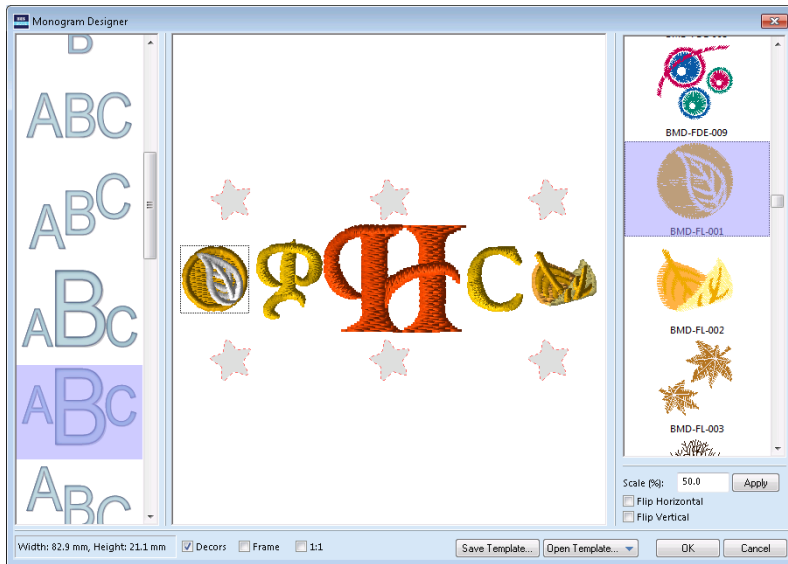 Monogram Designer
B
ABC
ABC
ABC
ABC
ABC
PHC
BMD-FDE-009
BMD-FL-001
BMD-FL-002
BMD-FL-003
Scale (%): 50.0 Apply
Flip Horizontal
Flip Vertical
Width: 82.9 mm, Height: 21.1 mm Decors Frame 1:1 Save Template... Open Template... OK Cancel